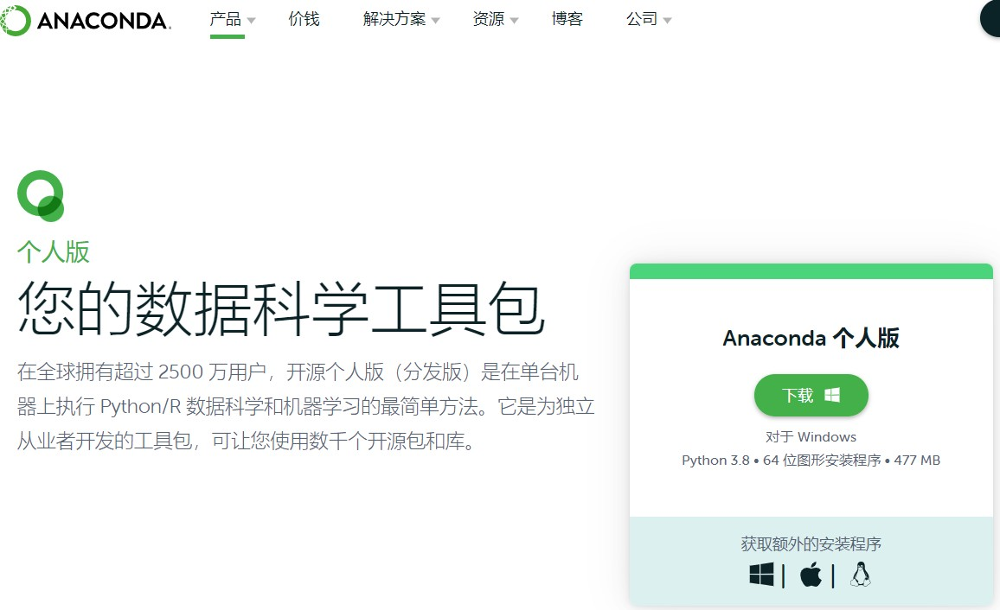 ANACONDA.
产品 价钱 解决方案 资源 博客 公司
个人版
您的数据科学工具包
在全球拥有超过 2500 万用户，开源个人版（分发版）是在单台机
器上执行 Python/R 数据科学和机器学习的最简单方法。它是为独立
从业者开发的工具包，可让您使用数千个开源包和库。
Anaconda 个人版
下载
对于 Windows
Python 3.8 • 64 位图形安装程序 • 477 MB
获取额外的安装程序